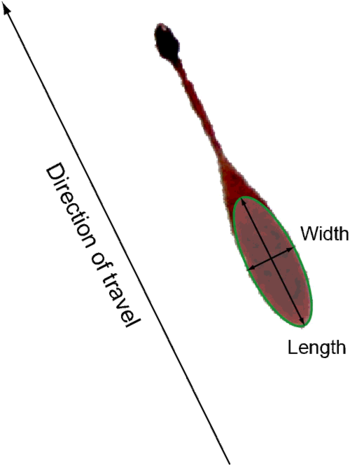 Direction of travel
Width
Length